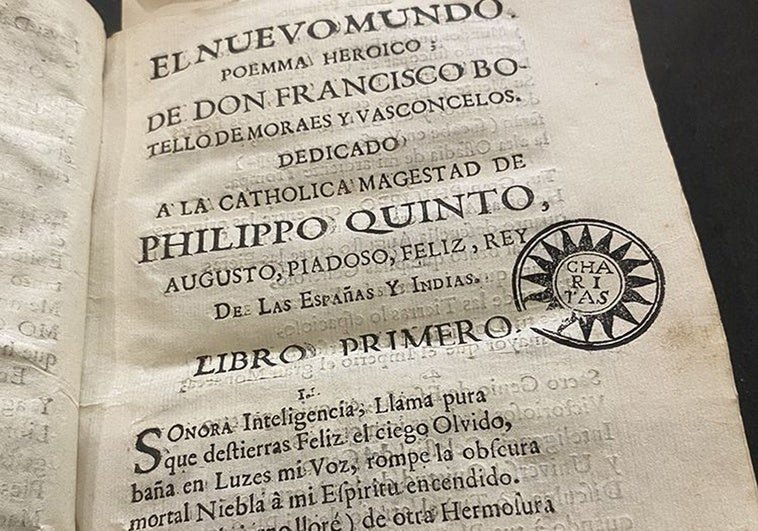 EL NUEVO MUNDO.
POEMMA HEROICO;
DE DON FRANCISCO BO-
TELLO DE MORAES Y VASCONCELOS.
DEDICADO
A LA CATHOLICA MAGESTAD DE
PHILIPPO QUINTO,
AUGUSTO, PIADOSO, FELIZ, REY
DE LAS ESPAÑAS Y INDIAS.
CHA
RI
TAS
LIBRO PRIMERO.
I.
SONORA Inteligencia; Llama pura
que deſtierras Feliz el ciego Olvido,
baña en Luzes mi Voz, rompe la obſcura
mortal Niebla â mi Eſpiritu encendido.
lloré) de otra Hermoſura